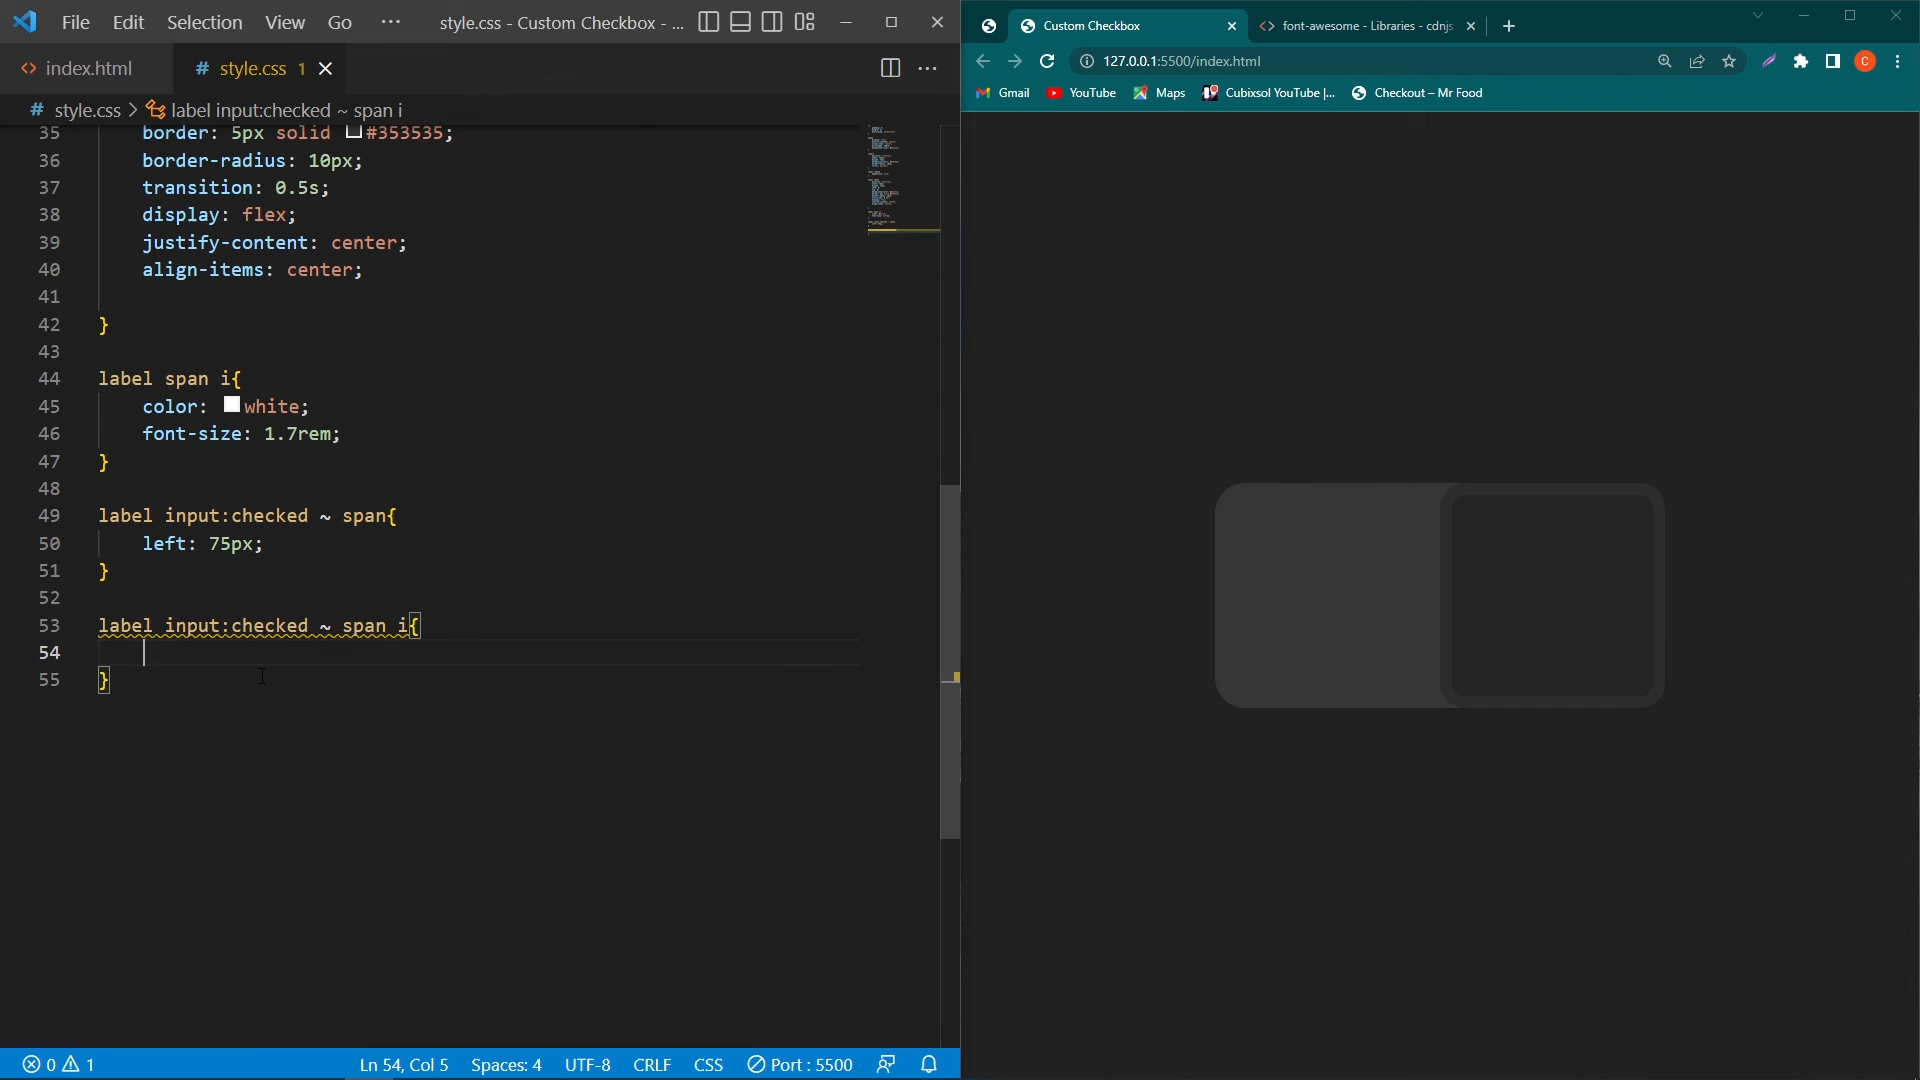 File Edit Selection View Go ··· style.css - Custom Checkbox - ...
index.html # style.css 1
# style.css > label input:checked ~ span i
35 border: 5px solid #353535;
36 border-radius: 10px;
37 transition: 0.5s;
38 display: flex;
39 justify-content: center;
40 align-items: center;
41
42 }
43
44 label span i{
45 color: white;
46 font-size: 1.7rem;
47 }
48
49 label input:checked ~ span{
50 left: 75px;
51 }
52
53 label input:checked ~ span i{
54
55 }
0 1 Ln 54, Col 5 Spaces: 4 UTF-8 CRLF CSS Port : 5500
Custom Checkbox <> font-awesome - Libraries - cdnjs
127.0.0.1:5500/index.html C
Gmail YouTube Maps Cubixsol YouTube |... Checkout – Mr Food